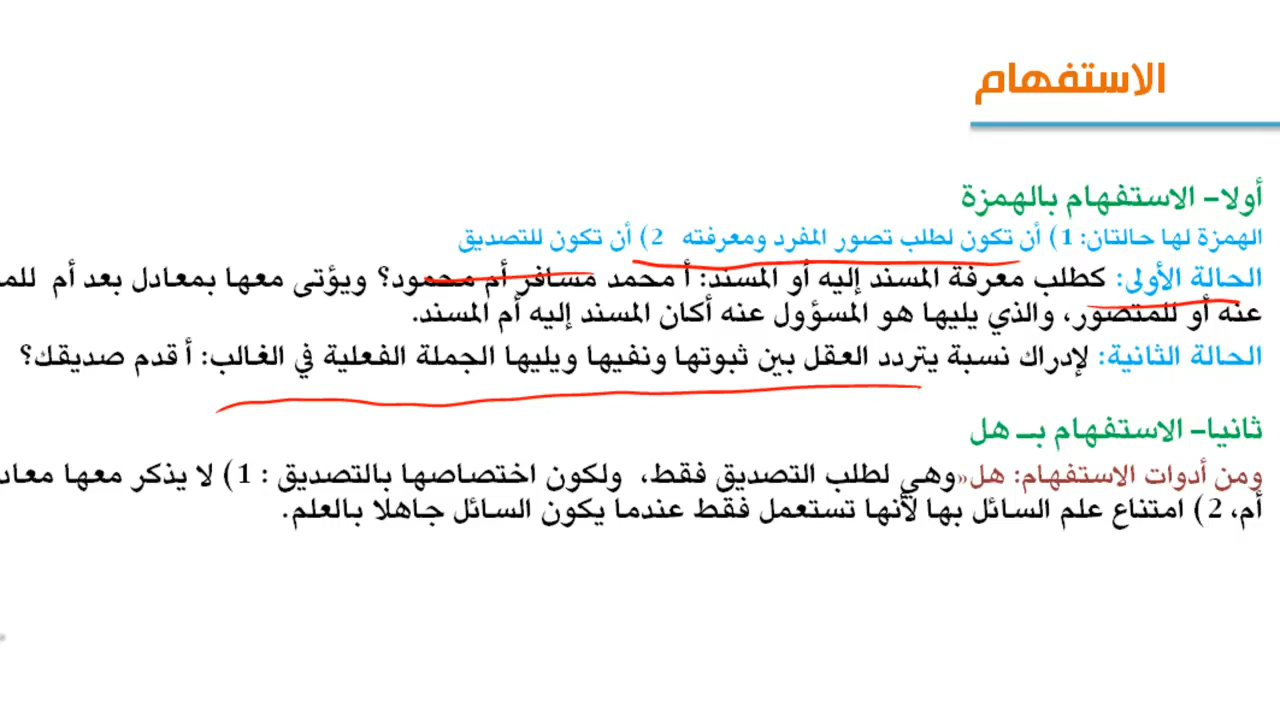 الاستفهام
أولا- الاستفهام بالهمزة
الهمزة لها حالتان: 1) أن تكون لطلب تصور المفرد ومعرفته 2) أن تكون للتصديق
الحالة الأولى: كطلب معرفة المسند إليه أو المسند: أ محمد مسافر أم محمود؟ ويؤتى معها بمعادل بعد أم
عنه أو للمتصور، والذي يليها هو المسؤول عنه أكان المسند إليه أم المسند.
الحالة الثانية: لإدراك نسبة يتردد العقل بين ثبوتها ونفيها ويليها الجملة الفعلية في الغالب: أ قدم صديقك؟
ثانيا- الاستفهام بـ هل
ومن أدوات الاستفهام: هل«وهي لطلب التصديق فقط، ولكون اختصاصها بالتصديق : 1) لا يذكر معها
أم، 2) امتناع علم السائل بها لأنها تستعمل فقط عندما يكون السائل جاهلا بالعلم.